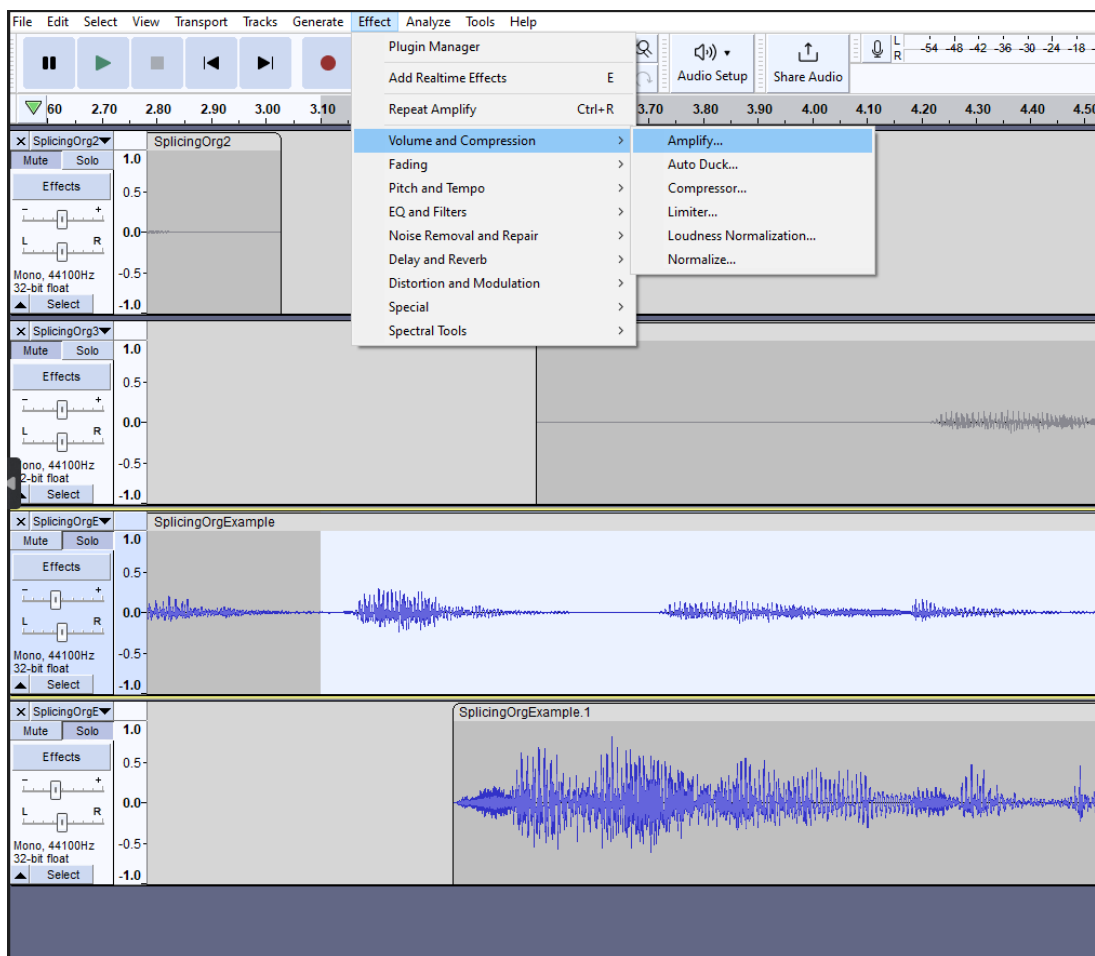 File Edit Select View Transport Tracks Generate Effect Analyze Tools Help
Plugin Manager
Add Realtime Effects E
Repeat Amplify Ctrl+R
Volume and Compression
Fading
Pitch and Tempo
EQ and Filters
Noise Removal and Repair
Delay and Reverb
Distortion and Modulation
Special
Spectral Tools
Amplify...
Auto Duck...
Compressor...
Limiter...
Loudness Normalization...
Normalize...
Audio Setup
Share Audio
L
R
-54 -48 -42 -36 -30 -24 -18
60 2.70 2.80 2.90 3.00 3.10 3.70 3.80 3.90 4.00 4.10 4.20 4.30 4.40 4.50
SplicingOrg2 SplicingOrg2
Mute Solo 1.0
Effects
0.5
- + 0.0
L R
-0.5
Mono, 44100Hz
32-bit float
Select -1.0
SplicingOrg3
Mute Solo 1.0
Effects
0.5
- + 0.0
L R
-0.5
ono, 44100Hz
2-bit float
Select -1.0
SplicingOrgE SplicingOrgExample
Mute Solo 1.0
Effects
0.5
- + 0.0
L R
-0.5
Mono, 44100Hz
32-bit float
Select -1.0
SplicingOrgE SplicingOrgExample.1
Mute Solo 1.0
Effects
0.5
- + 0.0
L R
-0.5
Mono, 44100Hz
32-bit float
Select -1.0